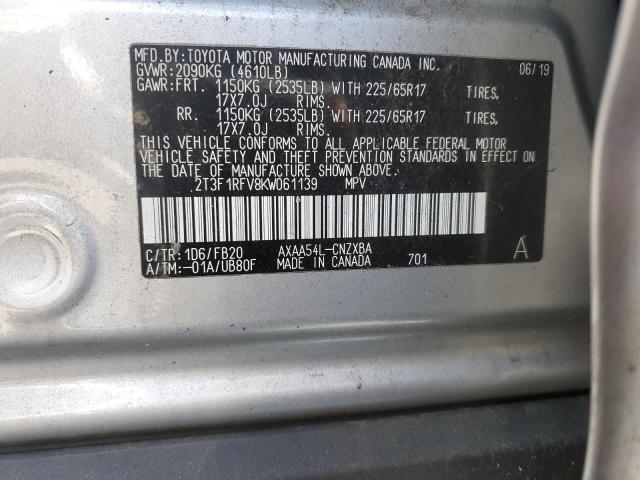 MFD.BY:TOYOTA MOTOR MANUFACTURING CANADA INC.
GVWR:2090KG (4610LB) 06/19
GAWR:FRT. 1150KG (2535LB) WITH 225/65R17 TIRES,
17X7.0J RIMS.
RR. 1150KG (2535LB) WITH 225/65R17 TIRES,
17X7.0J RIMS.
THIS VEHICLE CONFORMS TO ALL APPLICABLE FEDERAL MOTOR
VEHICLE SAFETY AND THEFT PREVENTION STANDARDS IN EFFECT ON
THE DATE OF MANUFACTURE SHOWN ABOVE.
2T3F1RFV8KW061139 MPV
C/TR:1D6/FB20 AXAA54L-CNZXBA
A/TM:-01A/UB80F MADE IN CANADA 701 A